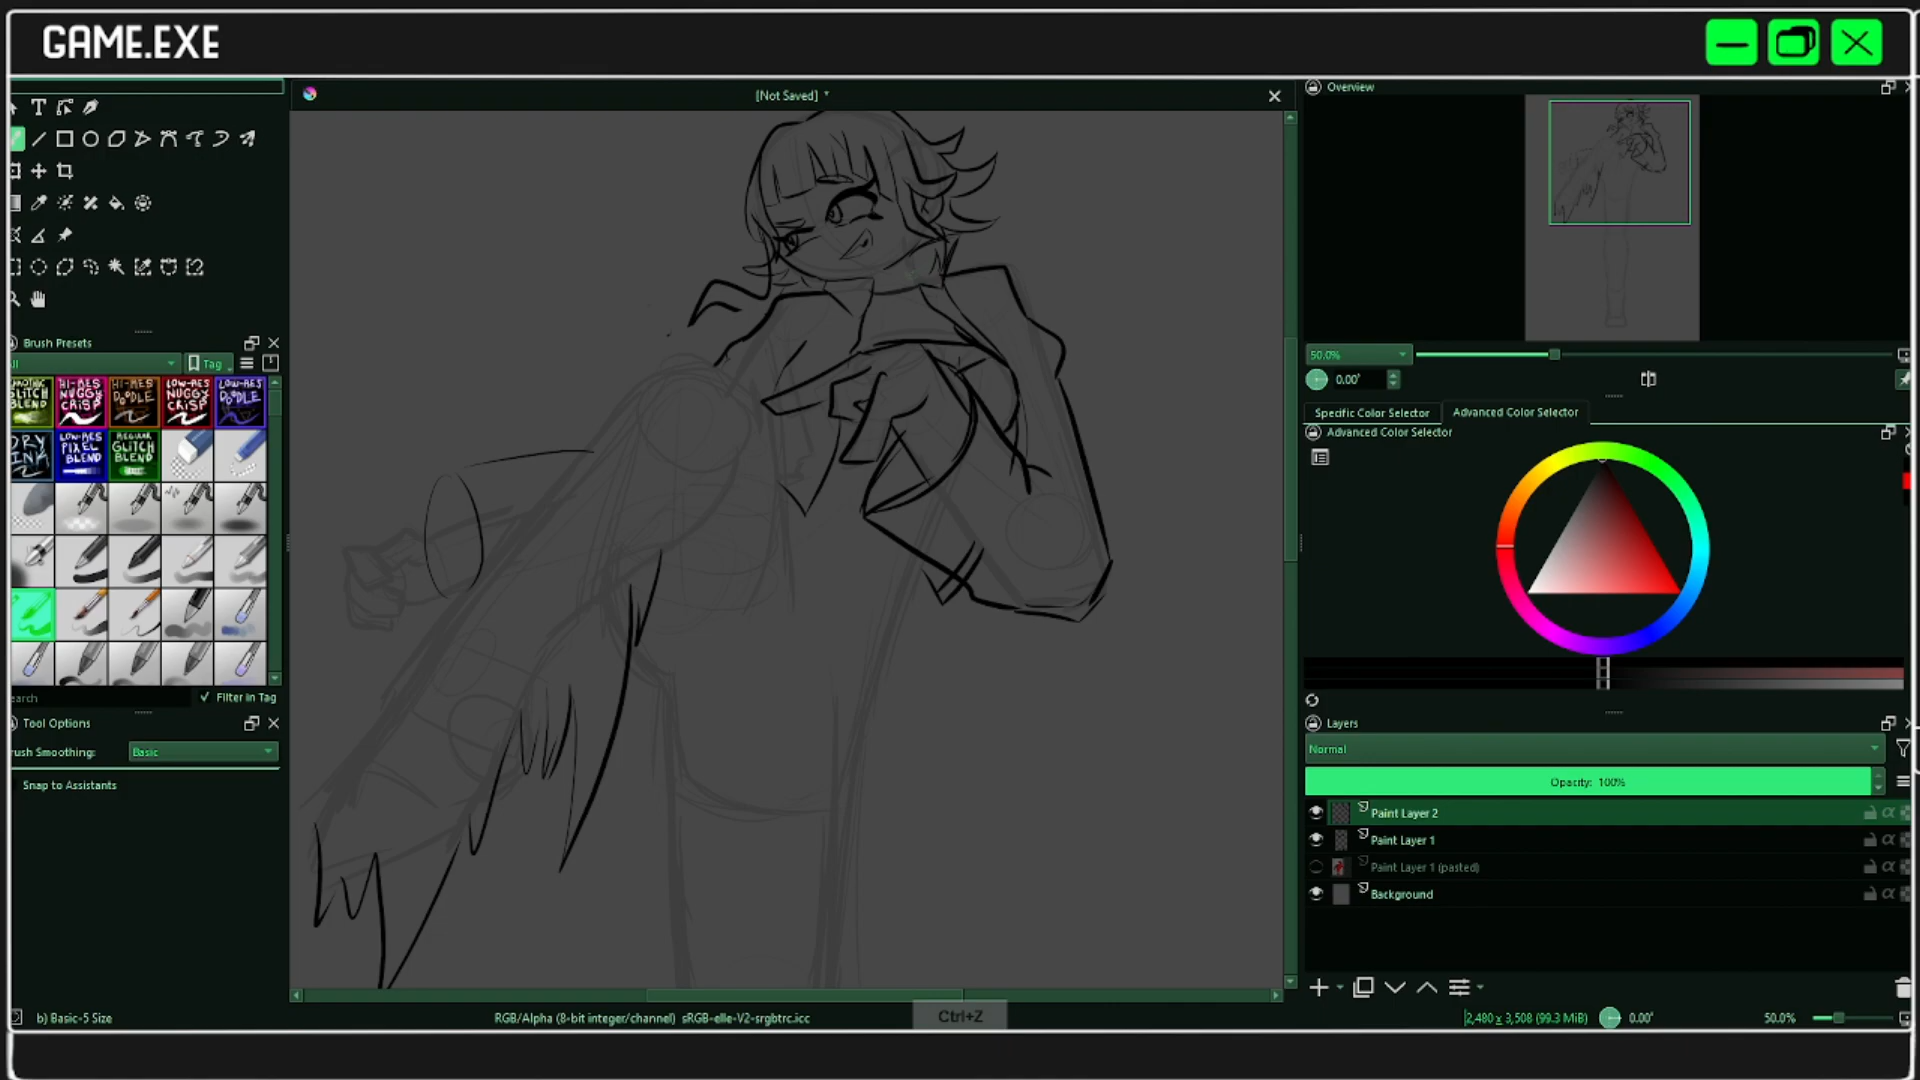 GAME.EXE
[Not Saved] *
Overview
T
Brush Presets
Tag
HI-RES NUGGY CRISP
HI-RES DOODLE
LOW-RES NUGGY CRISP
LOW-RES DOODLE
GLITCH BLEND
DRY INK
LOW-RES PIXEL BLEND
REGULAR GLITCH BLEND
50.0%
0.00°
Specific Color Selector
Advanced Color Selector
Advanced Color Selector
earch
Filter in Tag
Tool Options
rush Smoothing:
Basic
Snap to Assistants
Layers
Normal
Opacity: 100%
Paint Layer 2
Paint Layer 1
Paint Layer 1 (pasted)
Background
b) Basic-5 Size
RGB/Alpha (8-bit integer/channel) sRGB-elle-V2-srgbtrc.icc
Ctrl+Z
2,480 x 3,508 (99.3 MiB)
0.00°
50.0%